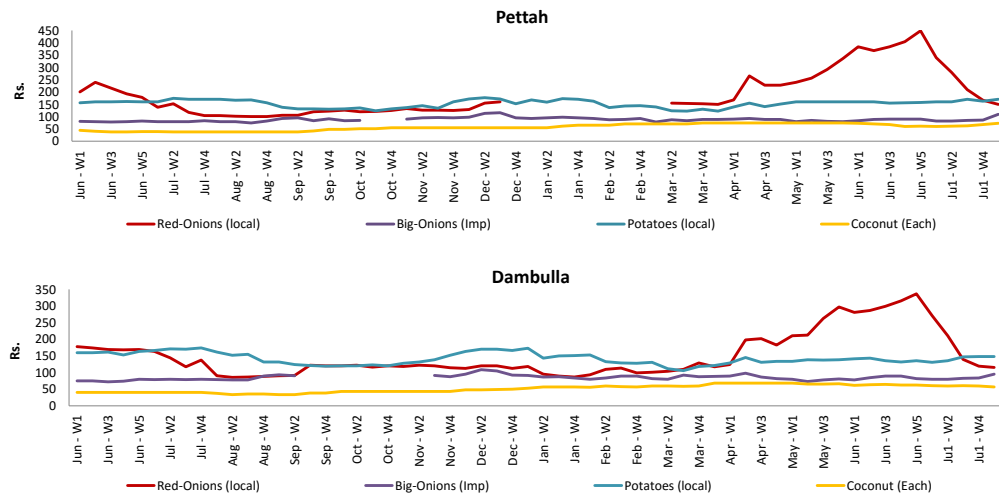 Pettah
450
400
350
300
250
200
150
100
50
0
Rs.
Jun - W1
Jun - W3
Jun - W3
Jun - W5
Jul - W2
Jul - W4
Aug - W2
Aug - W4
Sep - W2
Sep - W4
Oct - W2
Oct - W4
Nov - W2
Nov - W4
Dec - W2
Dec - W4
Jan - W2
Jan - W4
Feb - W2
Feb - W4
Mar - W2
Mar - W4
Apr - W1
Apr - W3
May - W1
May - W3
Jun - W1
Jun - W3
Jun - W5
Ju1 - W2
Ju1 - W4
Red-Onions (local)
Big-Onions (Imp)
Potatoes (local)
Coconut (Each)
Dambulla
350
300
250
200
150
100
50
0
Rs.
Jun - W1
Jun - W3
Jun - W5
Jul - W2
Jul - W4
Aug - W2
Aug - W4
Sep - W2
Sep - W4
Oct - W2
Oct - W4
Nov - W2
Nov - W4
Dec - W2
Dec - W4
Jan - W2
Jan - W4
Feb - W2
Feb - W4
Mar - W2
Mar - W4
Apr - W1
Apr - W3
May - W1
May - W3
Jun - W1
Jun - W3
Jun - W5
Ju1 - W2
Ju1 - W4
Red-Onions (local)
Big-Onions (Imp)
Potatoes (local)
Coconut (Each)